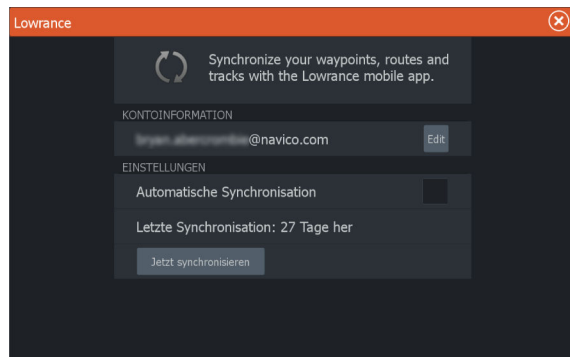 Lowrance
Synchronize your waypoints, routes and
tracks with the Lowrance mobile app.
KONTOINFORMATION
@navico.com
Edit
EINSTELLUNGEN
Automatische Synchronisation
Letzte Synchronisation: 27 Tage her
Jetzt synchronisieren